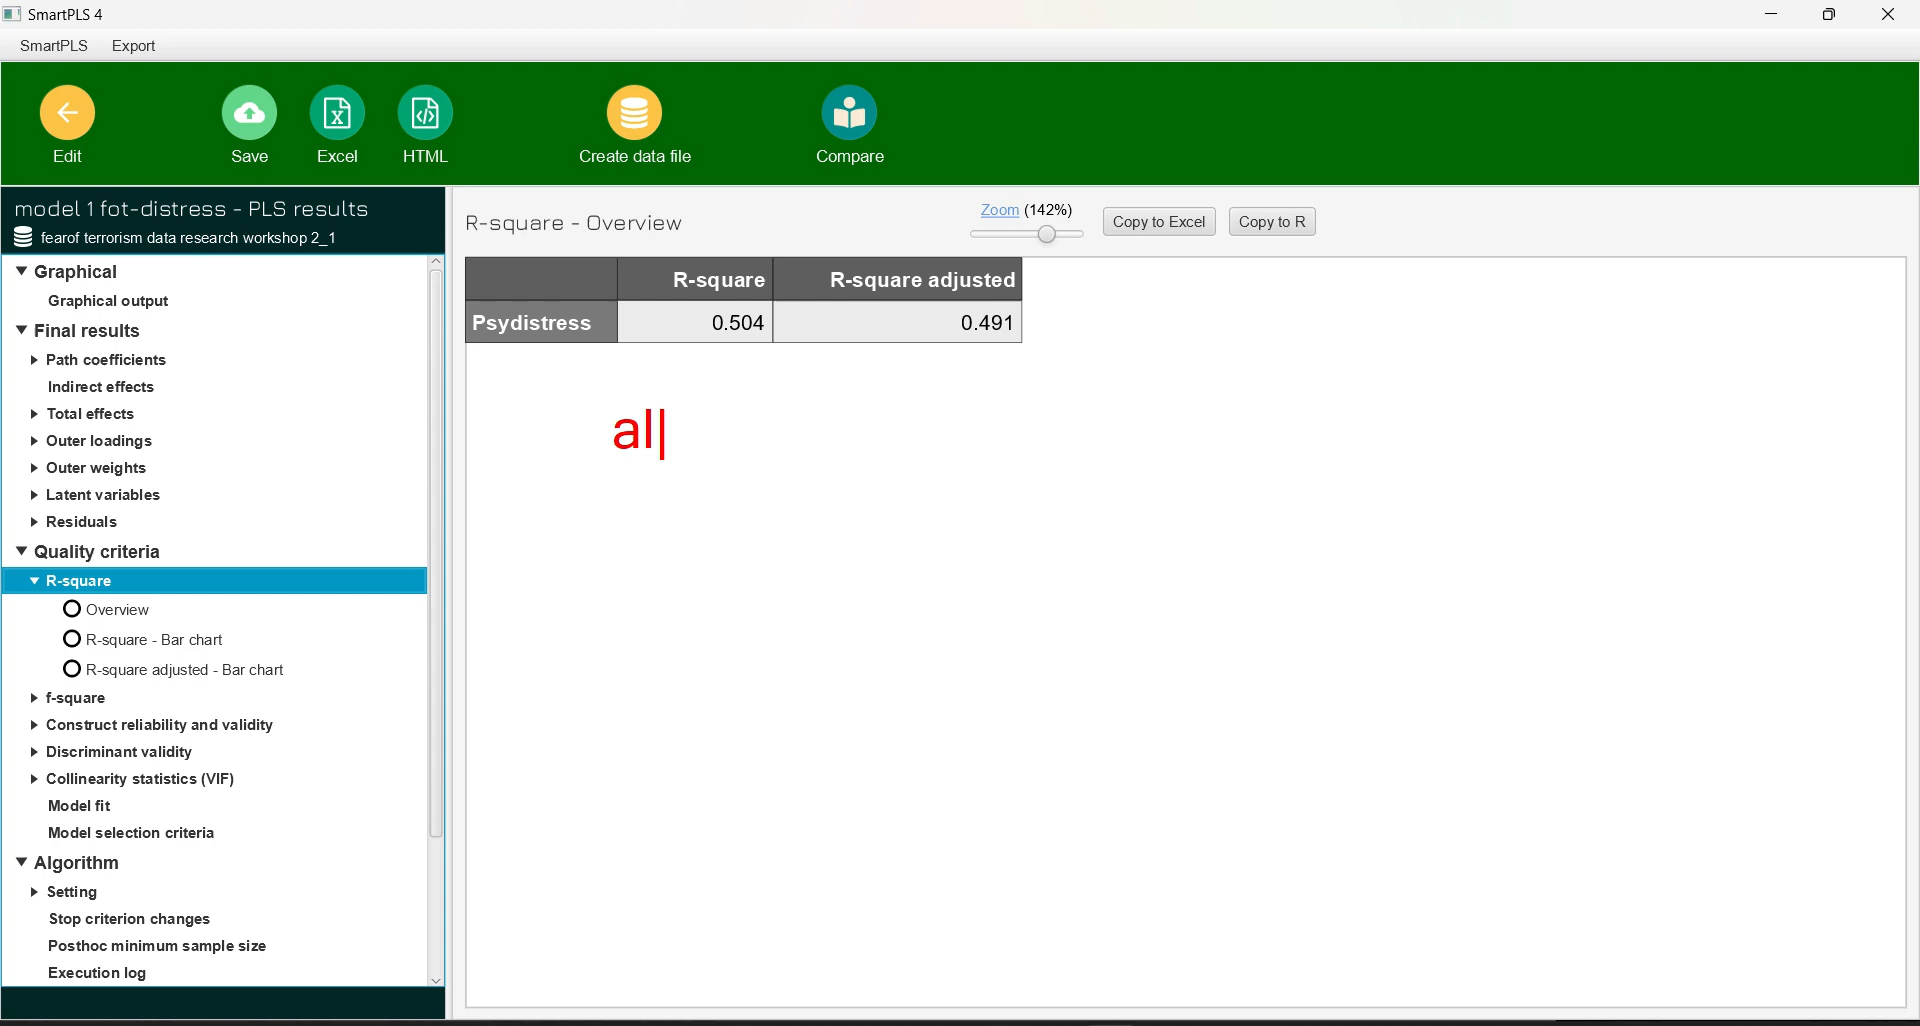 SmartPLS 4
SmartPLS Export
Edit Save Excel HTML Create data file Compare
model 1 fot-distress - PLS results
fearof terrorism data research workshop 2_1
Graphical
Graphical output
Final results
Path coefficients
Indirect effects
Total effects
Outer loadings
Outer weights
Latent variables
Residuals
Quality criteria
R-square
Overview
R-square - Bar chart
R-square adjusted - Bar chart
f-square
Construct reliability and validity
Discriminant validity
Collinearity statistics (VIF)
Model fit
Model selection criteria
Algorithm
Setting
Stop criterion changes
Posthoc minimum sample size
Execution log
R-square - Overview
Zoom (142%)
Copy to Excel Copy to R
R-square R-square adjusted
Psydistress 0.504 0.491
all